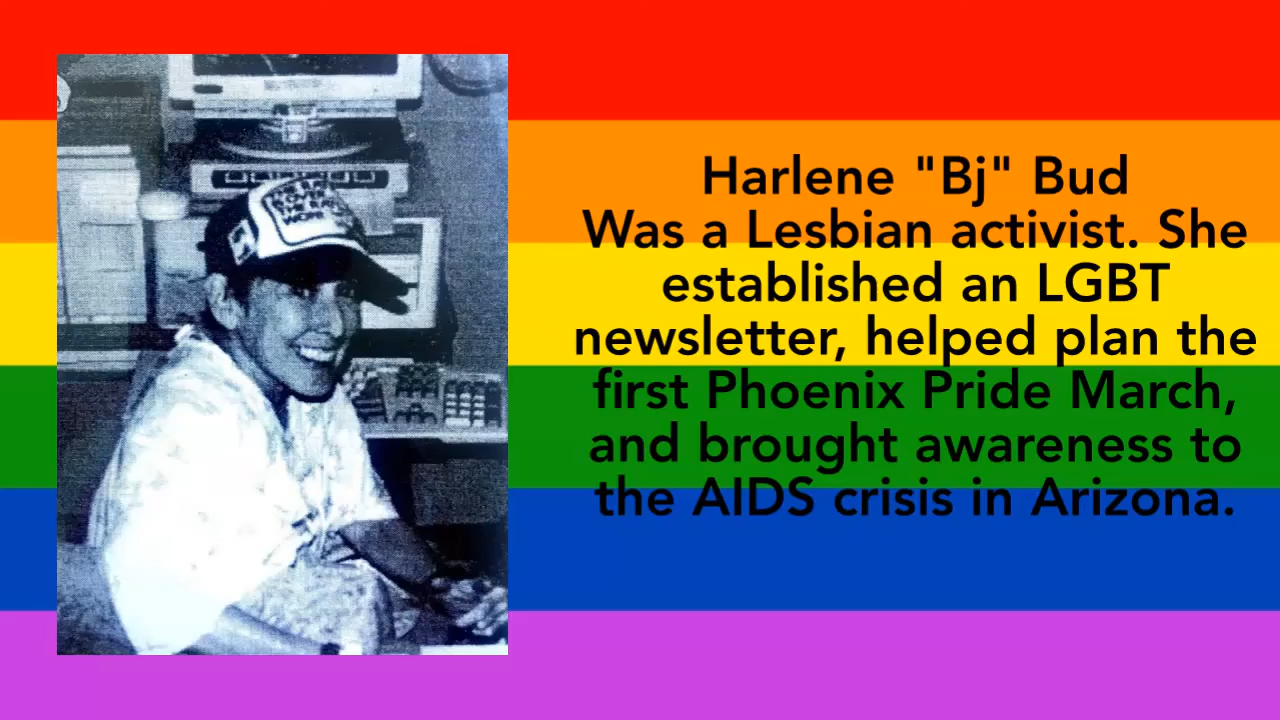 Harlene "Bj" Bud
Was a Lesbian activist. She
established an LGBT
newsletter, helped plan the
first Phoenix Pride March,
and brought awareness to
the AIDS crisis in Arizona.